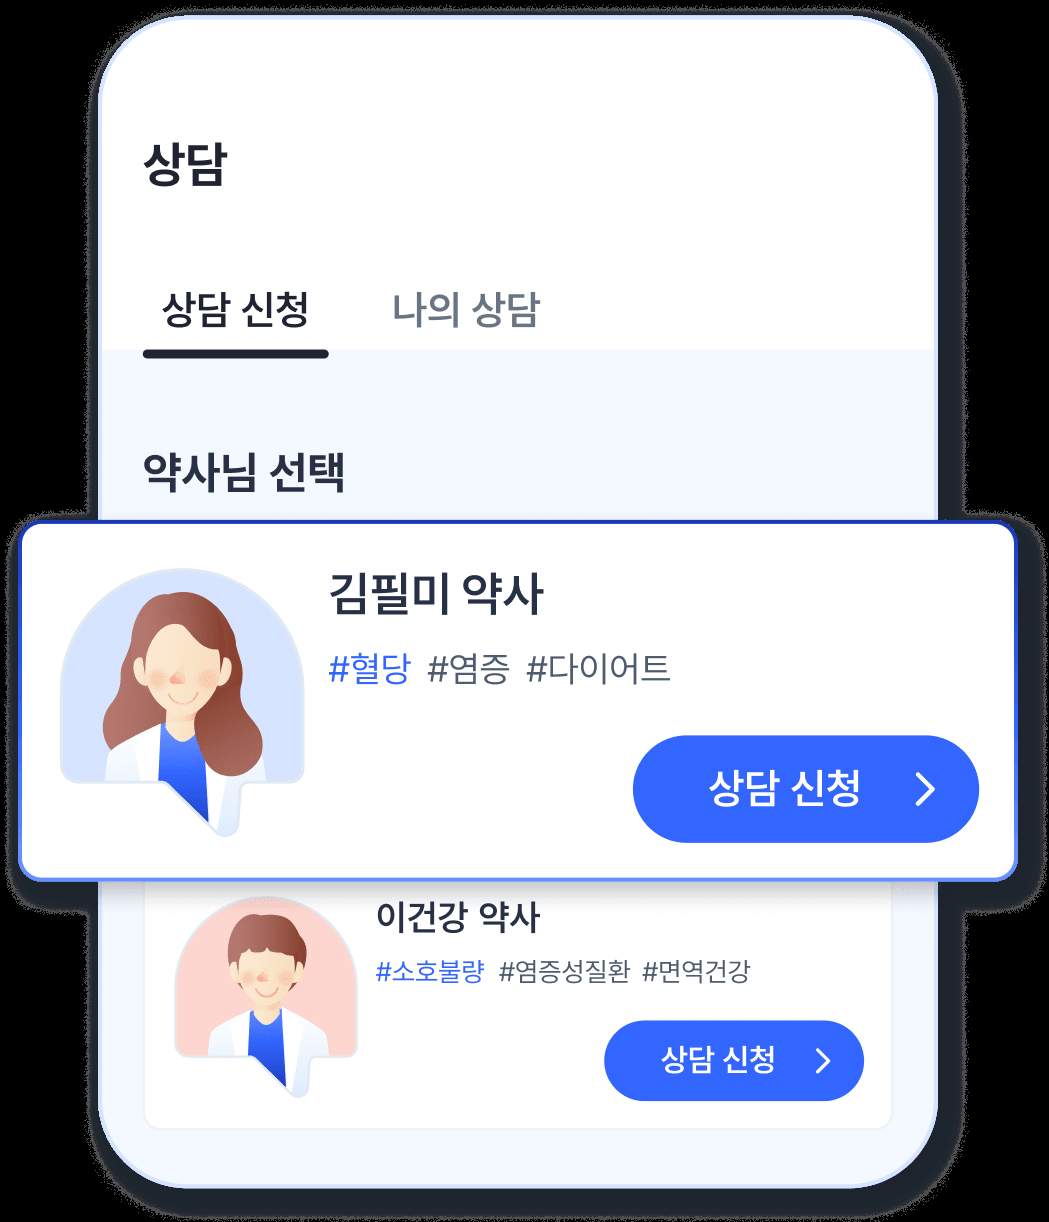 상담
상담 신청 나의 상담
약사님 선택
김필미 약사
#혈당 #염증 #다이어트
상담 신청
이건강 약사
#소호불량 #염증성질환 #면역건강
상담 신청